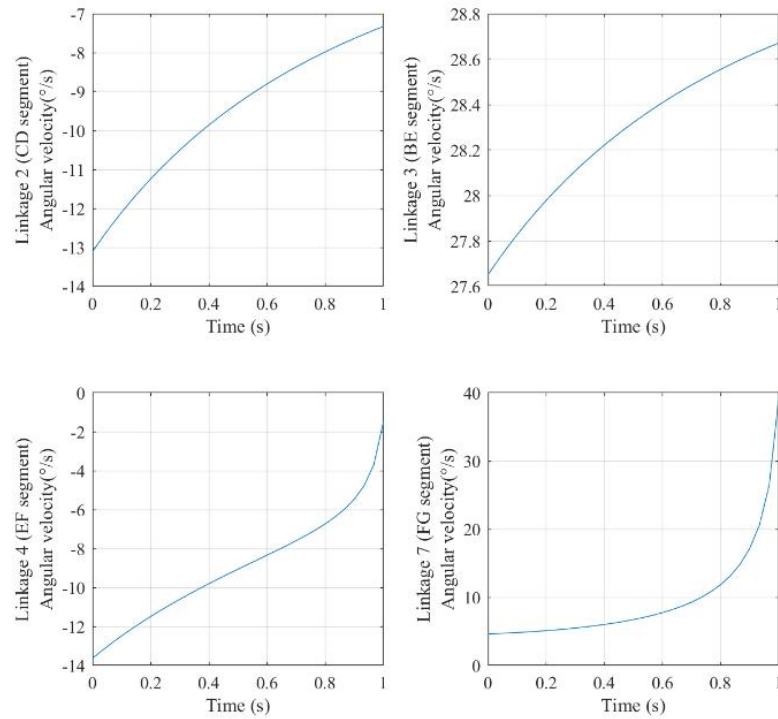 Linkage 2 (CD segment)
Angular velocity(°/s)
-7
-8
-9
-10
-11
-12
-13
-14
0 0.2 0.4 0.6 0.8 1
Time (s)
Linkage 3 (BE segment)
Angular velocity(°/s)
28.8
28.6
28.4
28.2
28
27.8
27.6
0 0.2 0.4 0.6 0.8 1
Time (s)
Linkage 4 (EF segment)
Angular velocity(°/s)
0
-2
-4
-6
-8
-10
-12
-14
0 0.2 0.4 0.6 0.8 1
Time (s)
Linkage 7 (FG segment)
Angular velocity(°/s)
40
30
20
10
0
0 0.2 0.4 0.6 0.8 1
Time (s)